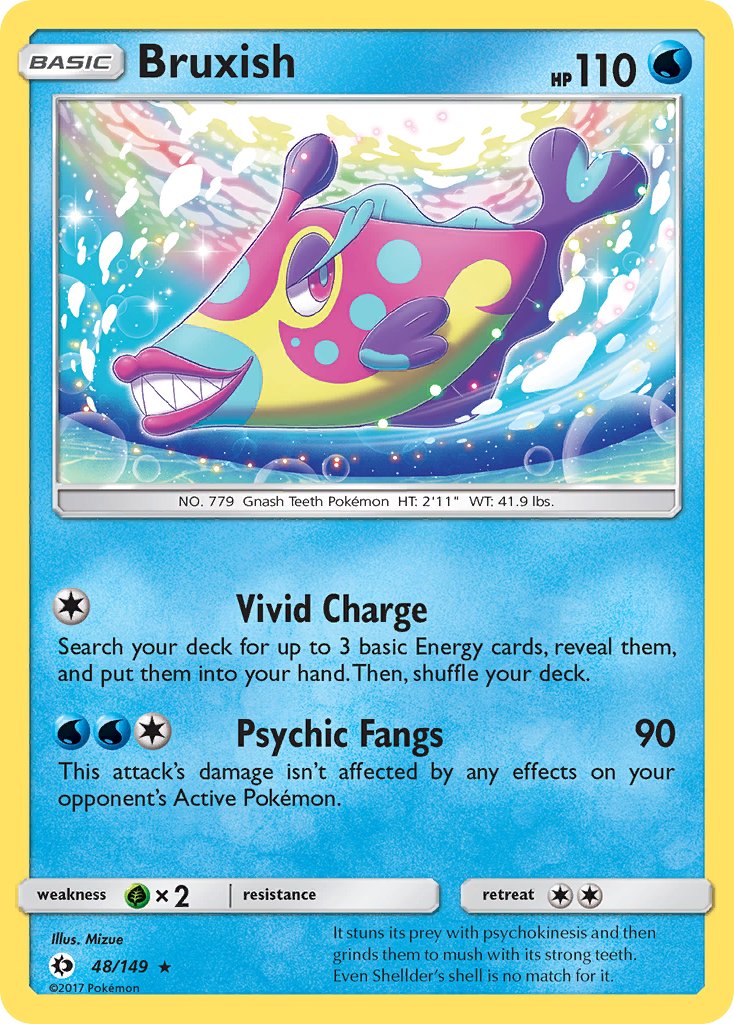 BASIC Bruxish HP 110
NO. 779 Gnash Teeth Pokémon HT: 2'11" WT: 41.9 lbs.
Vivid Charge
Search your deck for up to 3 basic Energy cards, reveal them,
and put them into your hand. Then, shuffle your deck.
Psychic Fangs 90
This attack's damage isn't affected by any effects on your
opponent's Active Pokémon.
weakness ×2 resistance retreat
Illus. Mizue
48/149 ★
©2017 Pokémon
It stuns its prey with psychokinesis and then
grinds them to mush with its strong teeth.
Even Shellder's shell is no match for it.